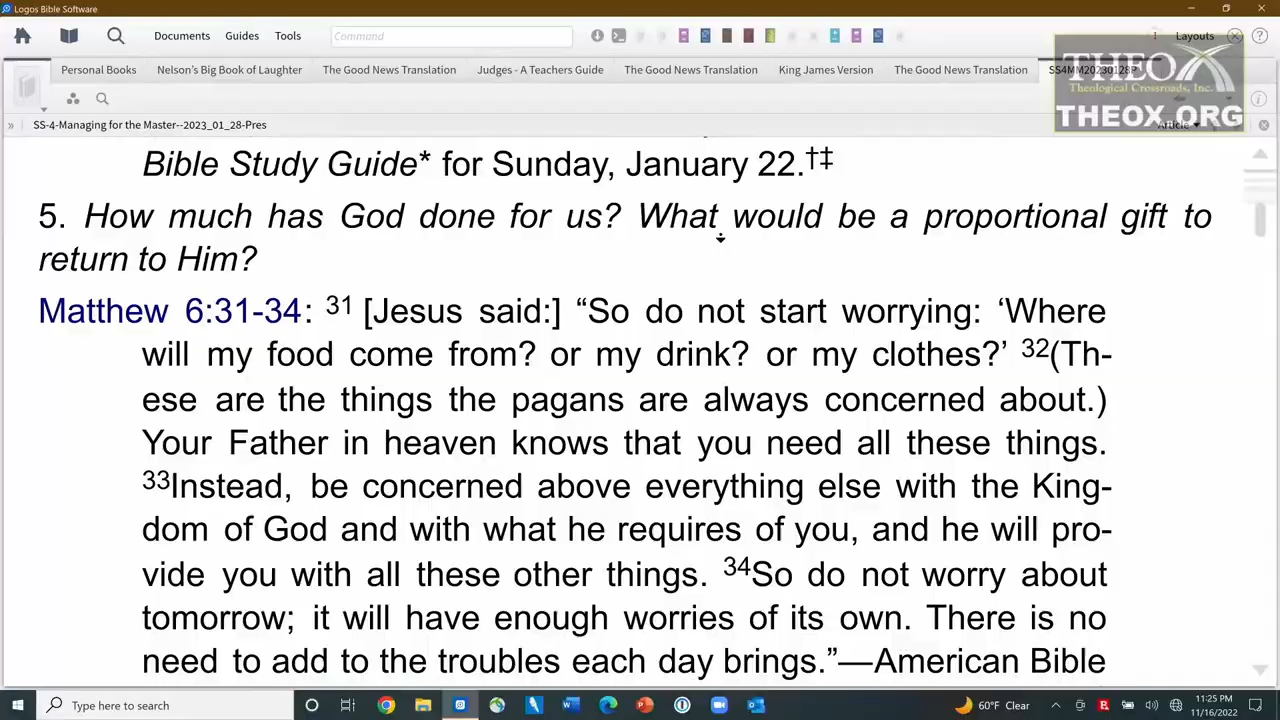 Logos Bible Software
Documents Guides Tools Command Layouts
Personal Books Nelson's Big Book of Laughter The Go Judges - A Teachers Guide The Good News Translation King James Version The Good News Translation SS4MM20230128P
THEOX
Theological Crossroads, Inc.
THEOX.ORG
SS-4-Managing for the Master--2023_01_28-Pres Article
Bible Study Guide* for Sunday, January 22.†‡
5. How much has God done for us? What would be a proportional gift to
return to Him?
Matthew 6:31-34: 31 [Jesus said:] “So do not start worrying: ‘Where
will my food come from? or my drink? or my clothes?’ 32(Th-
ese are the things the pagans are always concerned about.)
Your Father in heaven knows that you need all these things.
33Instead, be concerned above everything else with the King-
dom of God and with what he requires of you, and he will pro-
vide you with all these other things. 34So do not worry about
tomorrow; it will have enough worries of its own. There is no
need to add to the troubles each day brings.”—American Bible
Type here to search
60°F Clear
11:25 PM
11/16/2022